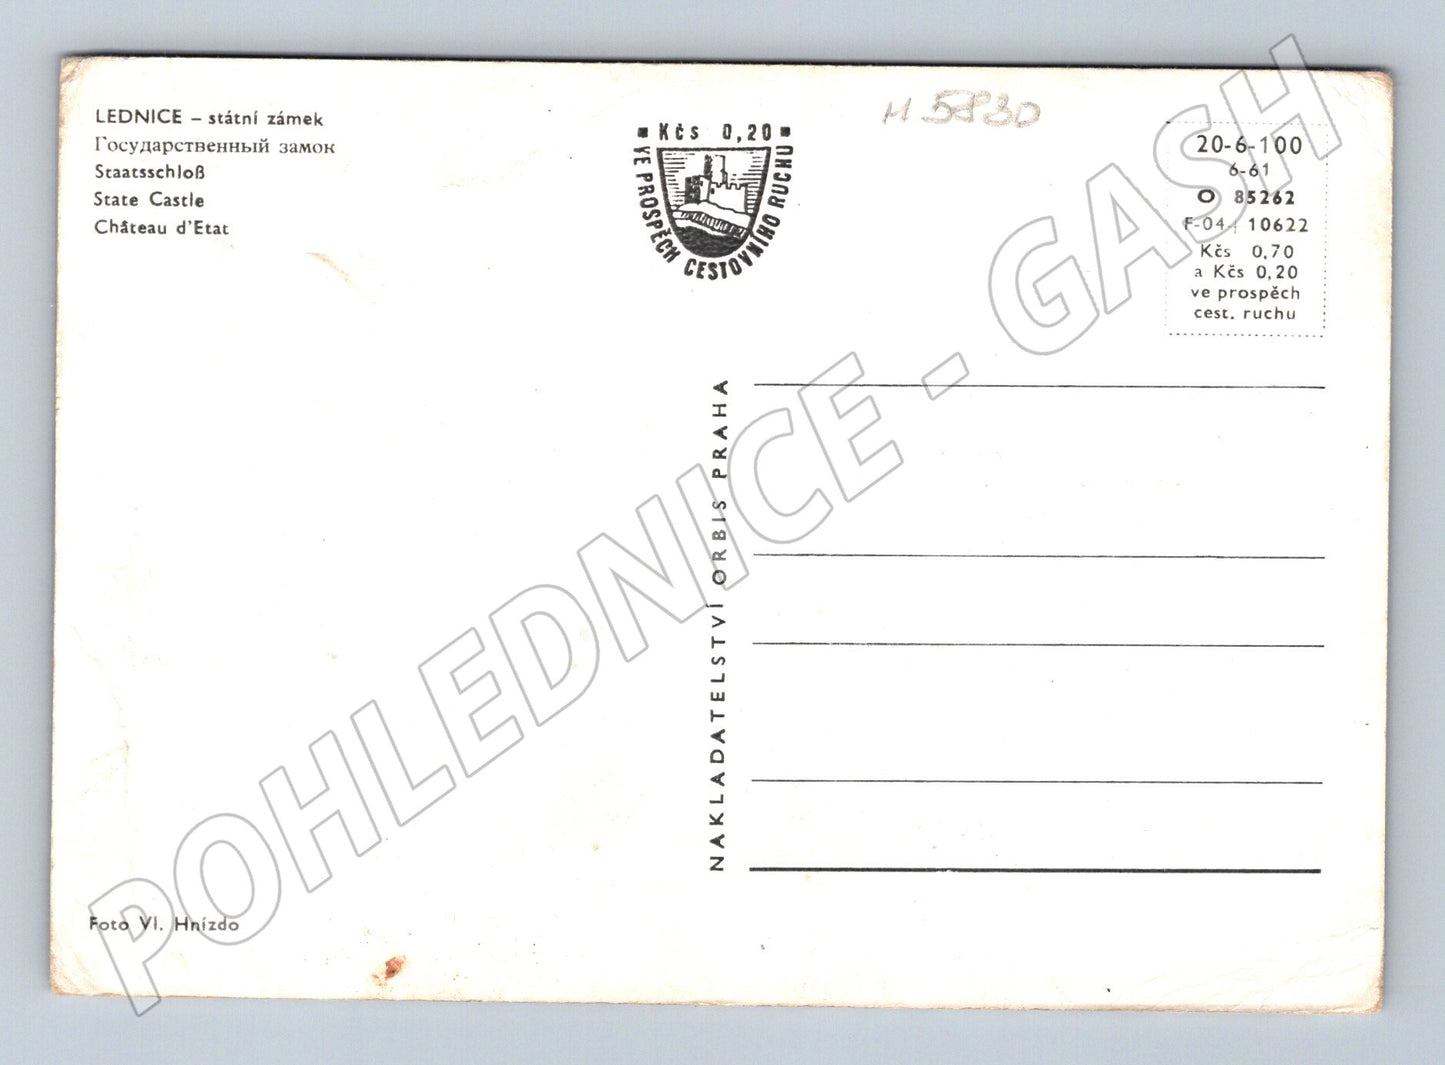 LEDNICE – státní zámek
Государственный замок
Staatsschloß
State Castle
Château d'Etat
Kčs 0,20
VE PROSPĚCH CESTOVNÍHO RUCHU
H 5830
20-6-100
6-61
O 85262
F-04-1 10622
Kčs 0,70
a Kčs 0,20
ve prospěch
cest. ruchu
NAKLADATELSTVÍ ORBIS PRAHA
Foto Vl. Hnízdo
POHLEDNICE - GASH